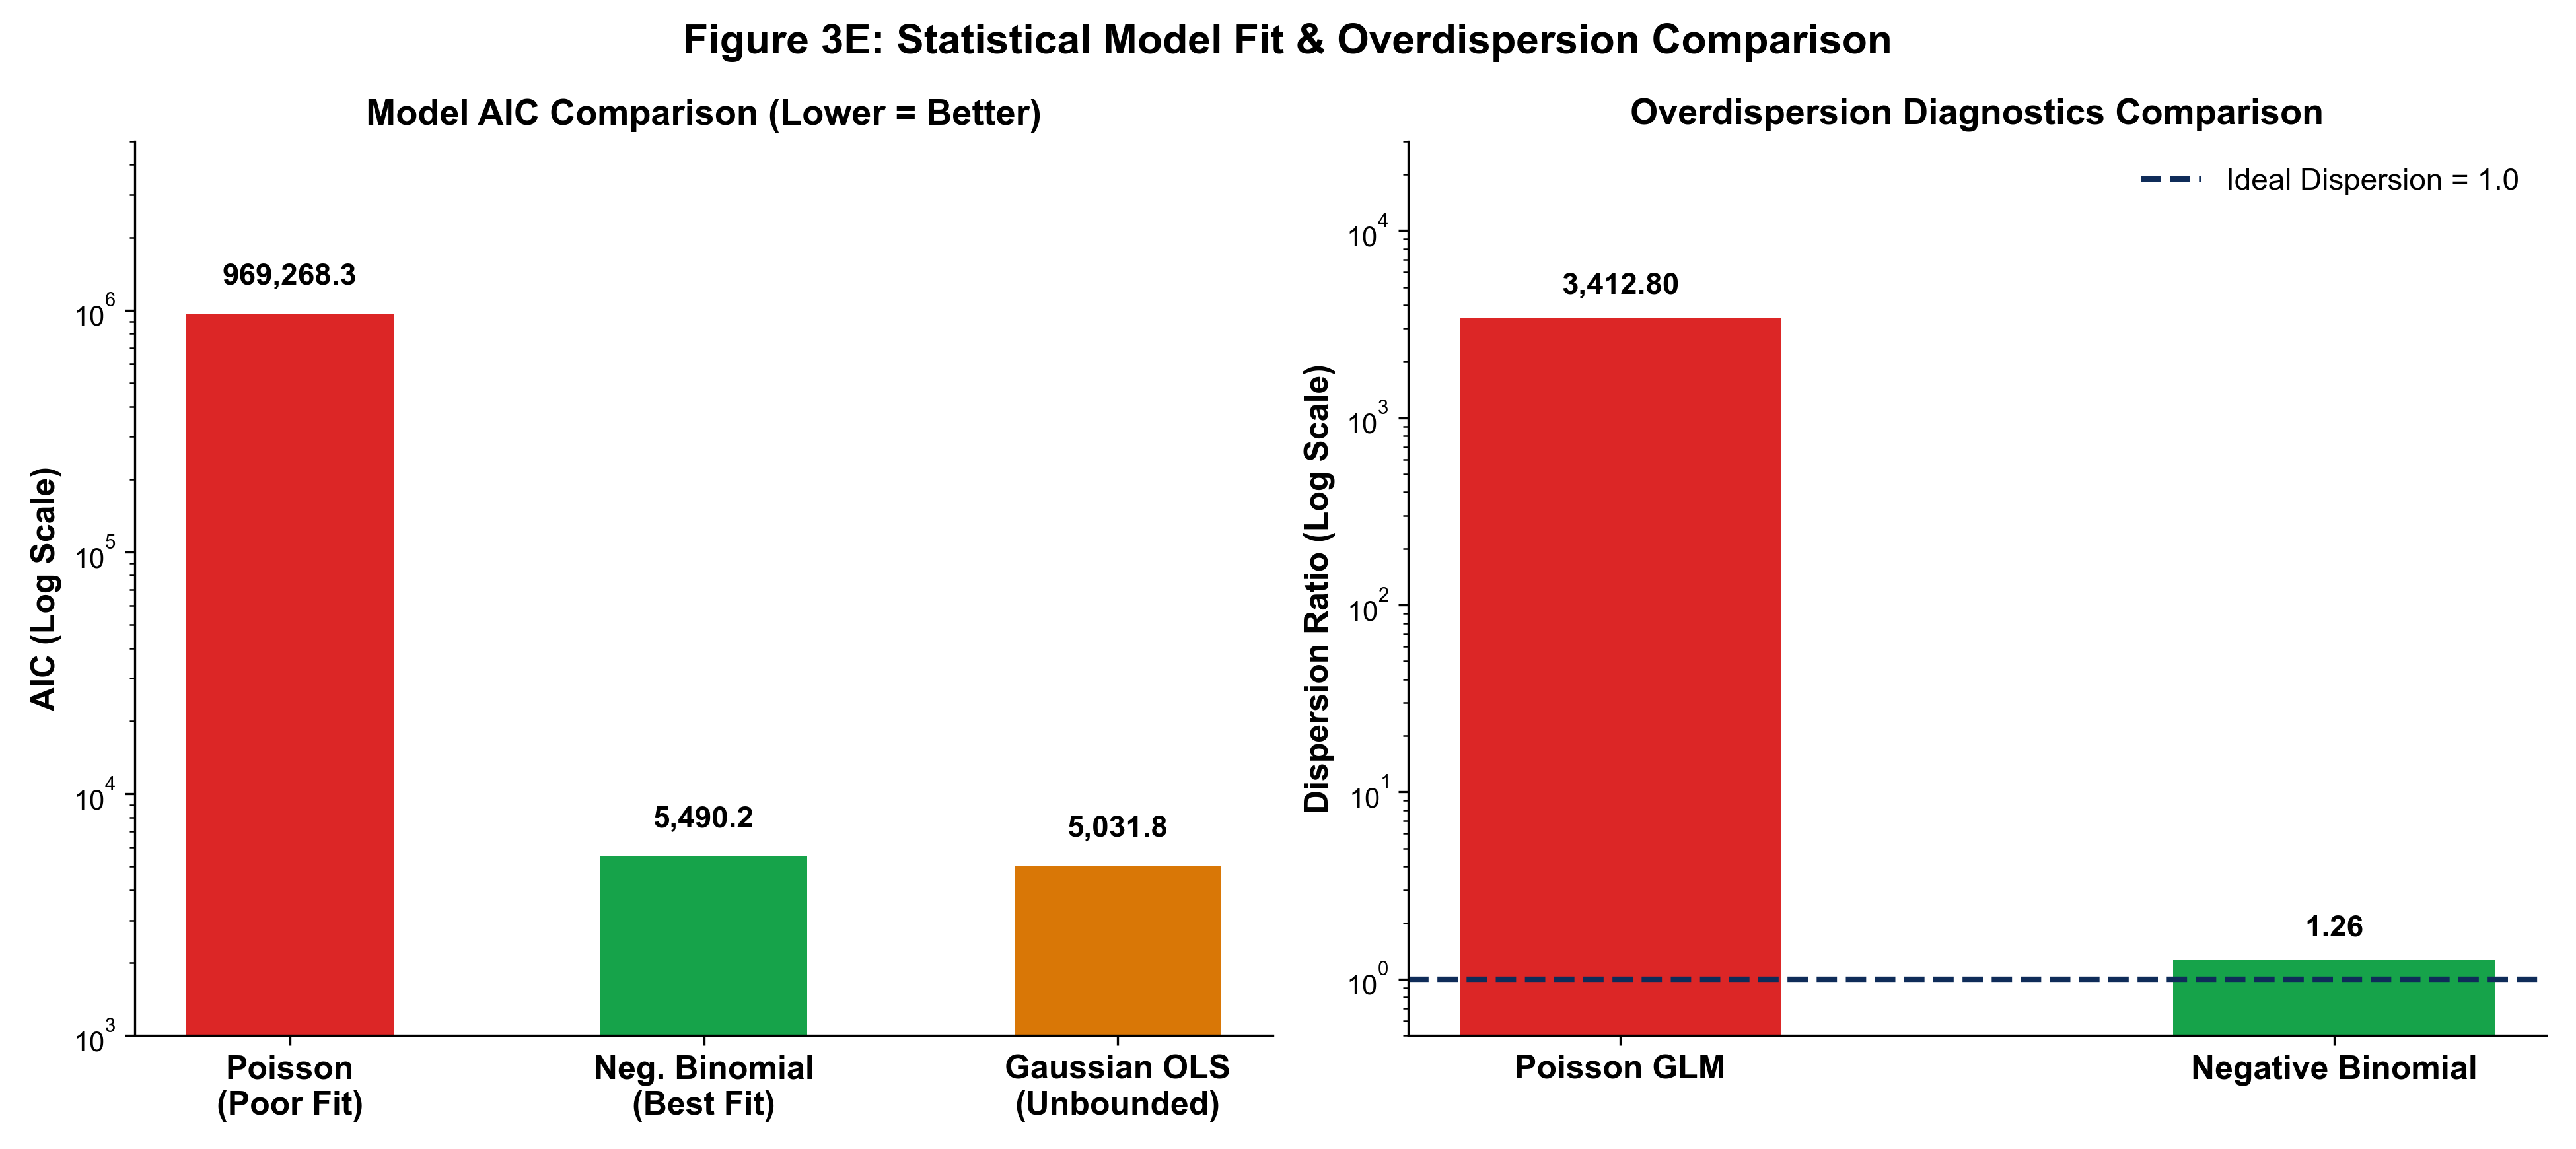 Figure 3E: Statistical Model Fit & Overdispersion Comparison
Model AIC Comparison (Lower = Better)
AIC (Log Scale)
10^6
10^5
10^4
10^3
969,268.3
5,490.2
5,031.8
Poisson
(Poor Fit)
Neg. Binomial
(Best Fit)
Gaussian OLS
(Unbounded)
Overdispersion Diagnostics Comparison
Ideal Dispersion = 1.0
Dispersion Ratio (Log Scale)
10^4
10^3
10^2
10^1
10^0
3,412.80
1.26
Poisson GLM
Negative Binomial